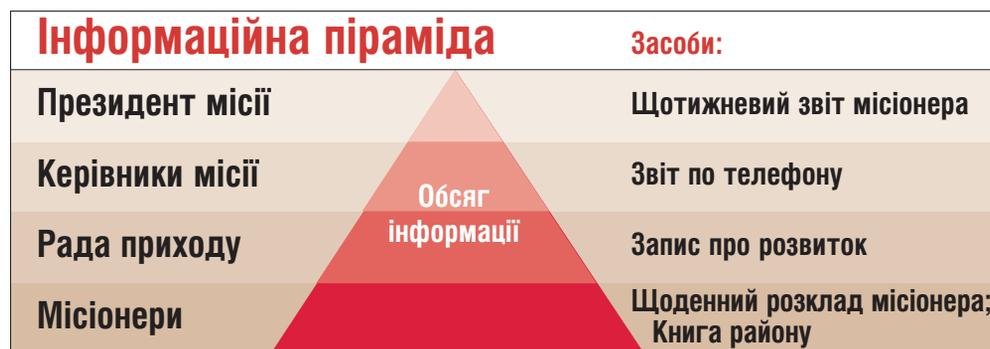 Інформаційна піраміда
Засоби:
Президент місії
Щотижневий звіт місіонера
Керівники місії
Звіт по телефону
Обсяг
інформації
Рада приходу
Запис про розвиток
Місіонери
Щоденний розклад місіонера;
Книга району